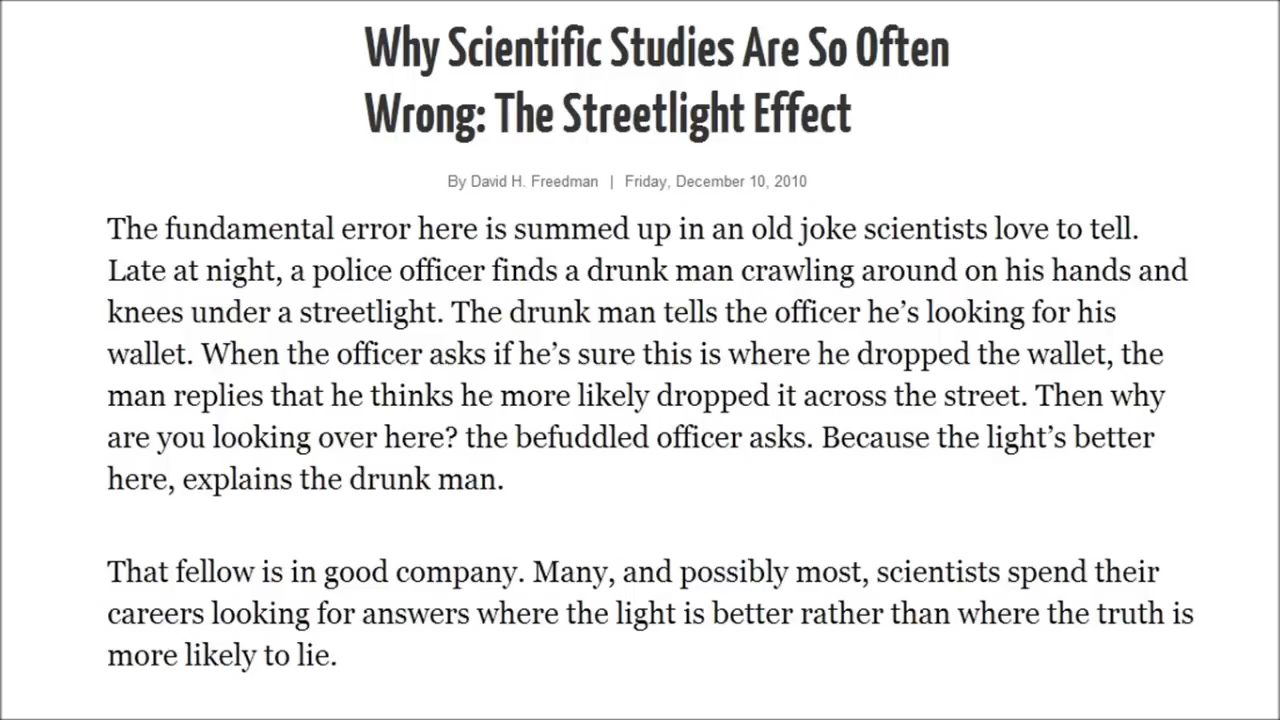 Why Scientific Studies Are So Often
Wrong: The Streetlight Effect
By David H. Freedman | Friday, December 10, 2010
The fundamental error here is summed up in an old joke scientists love to tell.
Late at night, a police officer finds a drunk man crawling around on his hands and
knees under a streetlight. The drunk man tells the officer he’s looking for his
wallet. When the officer asks if he’s sure this is where he dropped the wallet, the
man replies that he thinks he more likely dropped it across the street. Then why
are you looking over here? the befuddled officer asks. Because the light’s better
here, explains the drunk man.
That fellow is in good company. Many, and possibly most, scientists spend their
careers looking for answers where the light is better rather than where the truth is
more likely to lie.